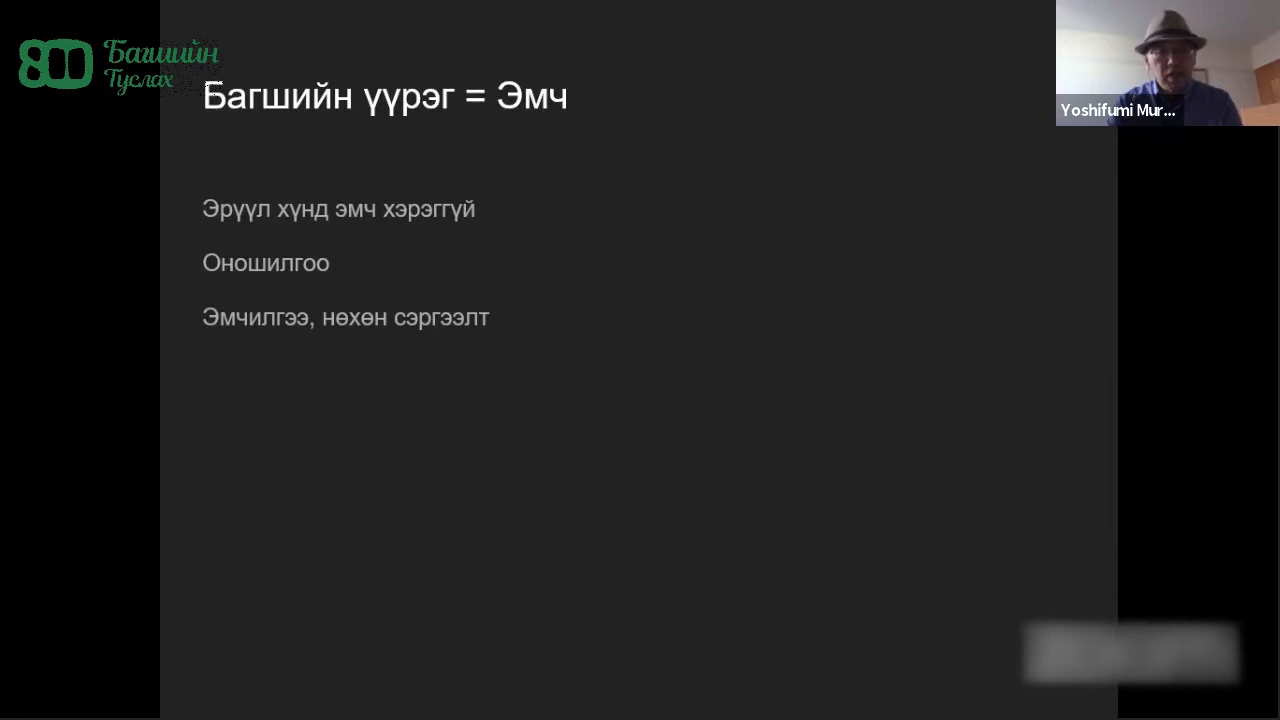 800 Багшийн
Туслах
Багшийн үүрэг = Эмч
Yoshifumi Mur...
Эрүүл хүнд эмч хэрэггүй
Оношилгоо
Эмчилгээ, нөхөн сэргээлт